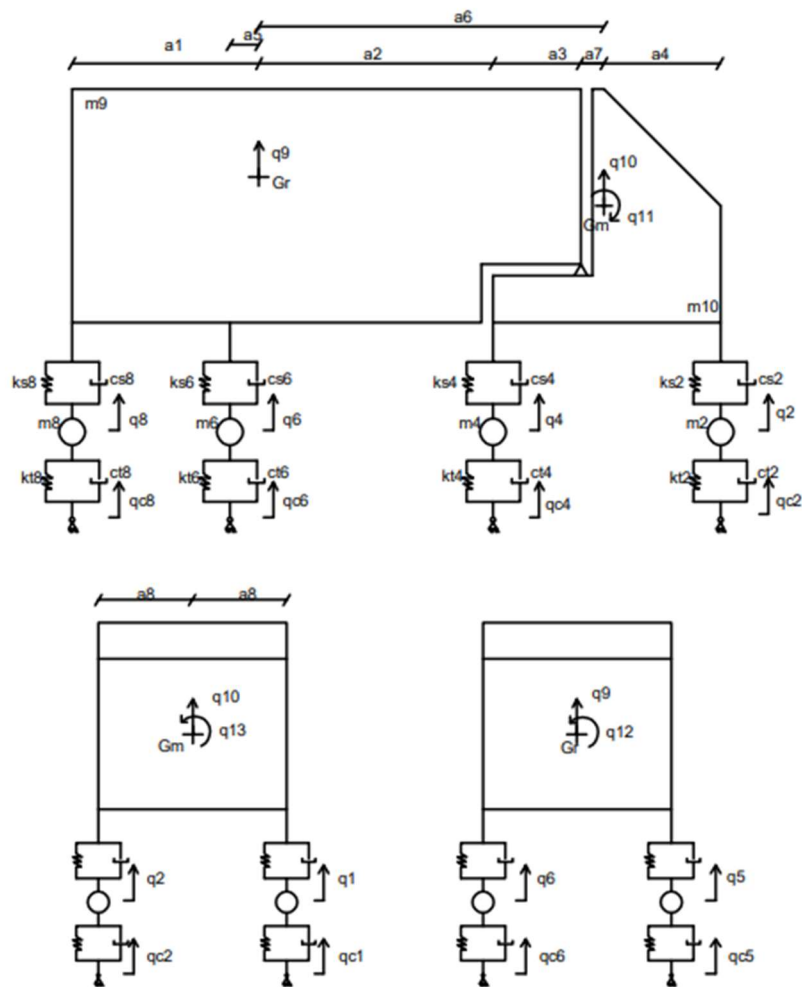 a6
a1 a5 a2 a3 a7 a4
m9
q9
Gr
q10
Gm q11
m10
ks8 cs8 ks6 cs6 ks4 cs4 ks2 cs2
m8 q8 m6 q6 m4 q4 m2 q2
kt8 ct8 kt6 ct6 kt4 ct4 kt2 ct2
qc8 qc6 qc4 qc2
a8 a8
q10 q9
Gm q13 Gr q12
q2 q1 q6 q5
qc2 qc1 qc6 qc5